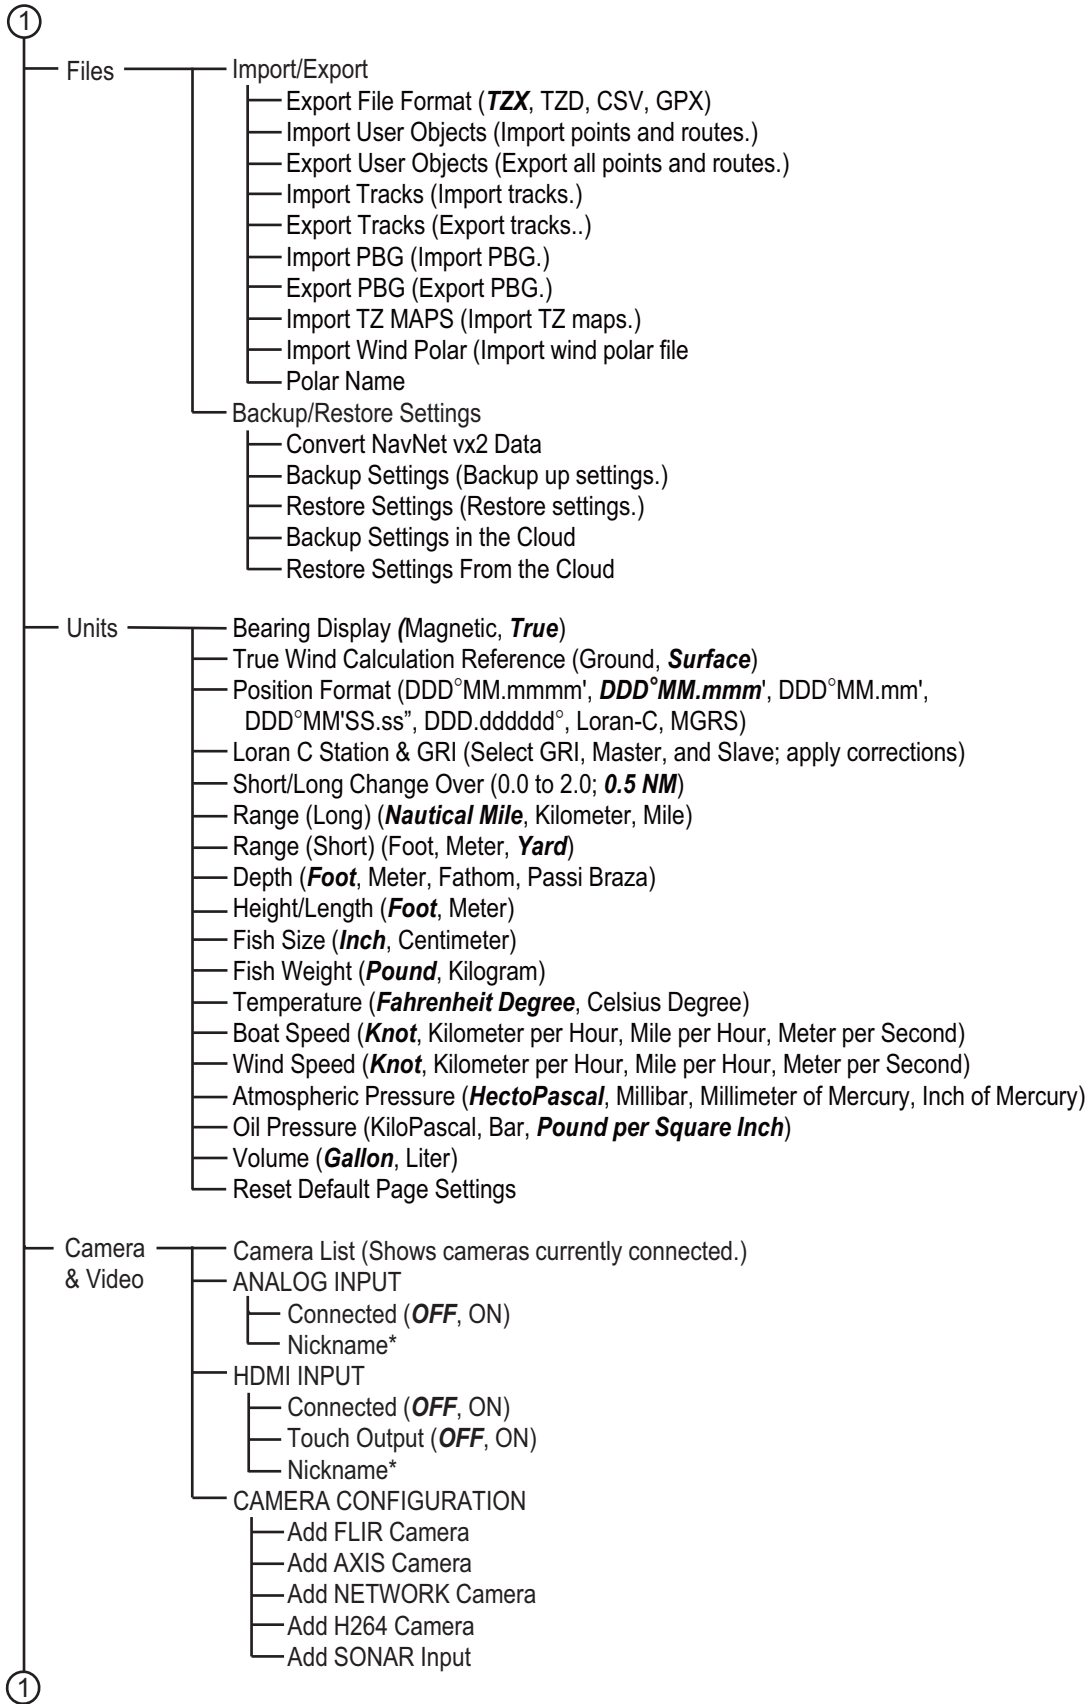 1
Files
Import/Export
Export File Format (TZX, TZD, CSV, GPX)
Import User Objects (Import points and routes.)
Export User Objects (Export all points and routes.)
Import Tracks (Import tracks.)
Export Tracks (Export tracks..)
Import PBG (Import PBG.)
Export PBG (Export PBG.)
Import TZ MAPS (Import TZ maps.)
Import Wind Polar (Import wind polar file
Polar Name
Backup/Restore Settings
Convert NavNet vx2 Data
Backup Settings (Backup up settings.)
Restore Settings (Restore settings.)
Backup Settings in the Cloud
Restore Settings From the Cloud
Units
Bearing Display (Magnetic, True)
True Wind Calculation Reference (Ground, Surface)
Position Format (DDD°MM.mmmm', DDD°MM.mmm', DDD°MM.mm',
DDD°MM'SS.ss”, DDD.dddddd°, Loran-C, MGRS)
Loran C Station & GRI (Select GRI, Master, and Slave; apply corrections)
Short/Long Change Over (0.0 to 2.0; 0.5 NM)
Range (Long) (Nautical Mile, Kilometer, Mile)
Range (Short) (Foot, Meter, Yard)
Depth (Foot, Meter, Fathom, Passi Braza)
Height/Length (Foot, Meter)
Fish Size (Inch, Centimeter)
Fish Weight (Pound, Kilogram)
Temperature (Fahrenheit Degree, Celsius Degree)
Boat Speed (Knot, Kilometer per Hour, Mile per Hour, Meter per Second)
Wind Speed (Knot, Kilometer per Hour, Mile per Hour, Meter per Second)
Atmospheric Pressure (HectoPascal, Millibar, Millimeter of Mercury, Inch of Mercury)
Oil Pressure (KiloPascal, Bar, Pound per Square Inch)
Volume (Gallon, Liter)
Reset Default Page Settings
Camera
& Video
Camera List (Shows cameras currently connected.)
ANALOG INPUT
Connected (OFF, ON)
Nickname*
HDMI INPUT
Connected (OFF, ON)
Touch Output (OFF, ON)
Nickname*
CAMERA CONFIGURATION
Add FLIR Camera
Add AXIS Camera
Add NETWORK Camera
Add H264 Camera
Add SONAR Input
1